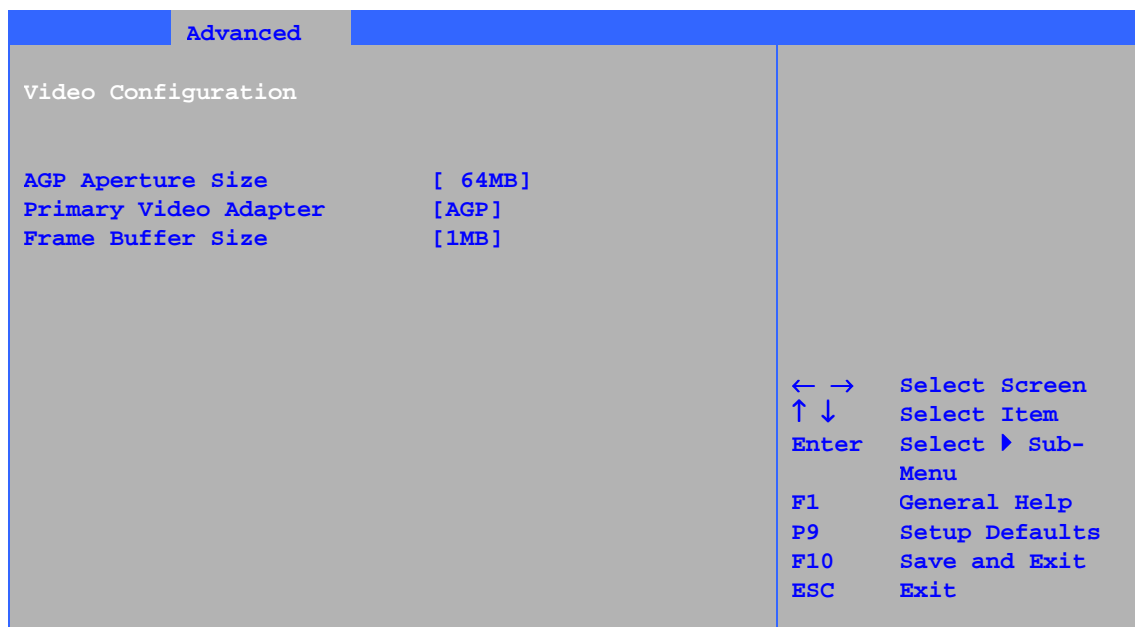 Advanced
Video Configuration
AGP Aperture Size [ 64MB]
Primary Video Adapter [AGP]
Frame Buffer Size [1MB]
← → Select Screen
↑ ↓ Select Item
Enter Select ▶ Sub-
Menu
F1 General Help
P9 Setup Defaults
F10 Save and Exit
ESC Exit